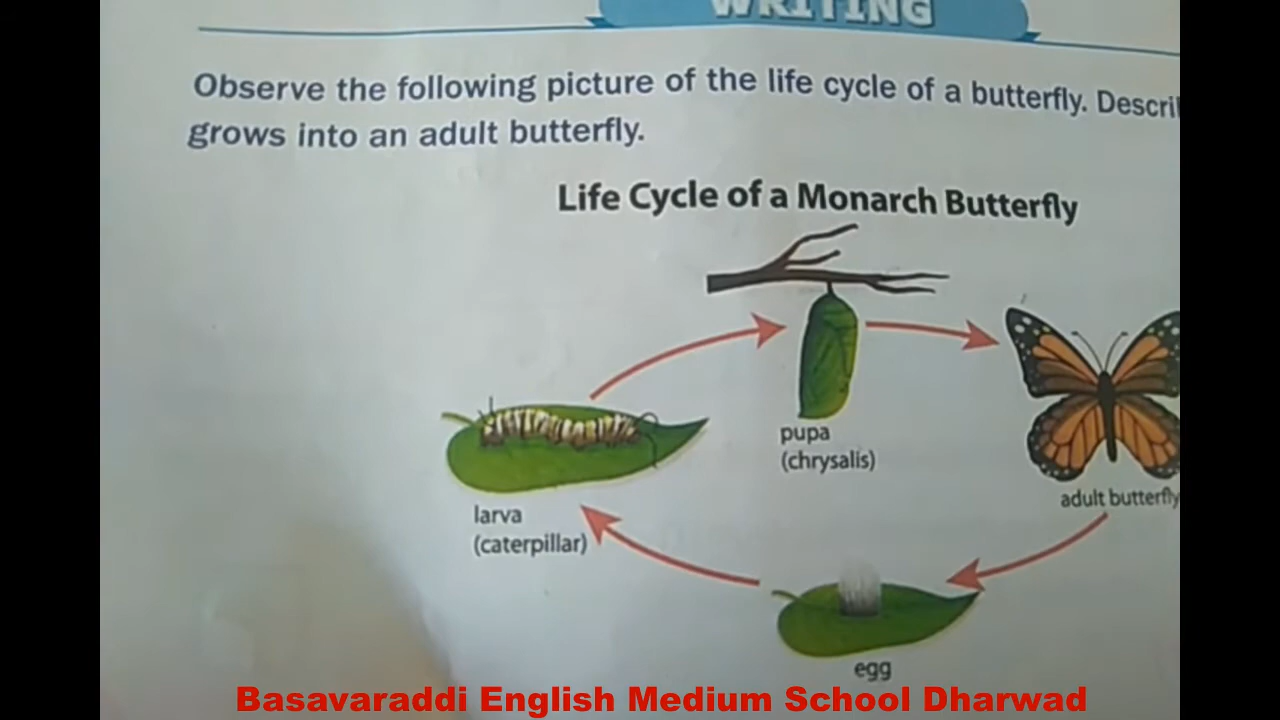 WRITING
Observe the following picture of the life cycle of a butterfly.
grows into an adult butterfly.
Life Cycle of a Monarch Butterfly
pupa
(chrysalis)
adult butterfly
larva
(caterpillar)
egg
Basavaraddi English Medium School Dharwad